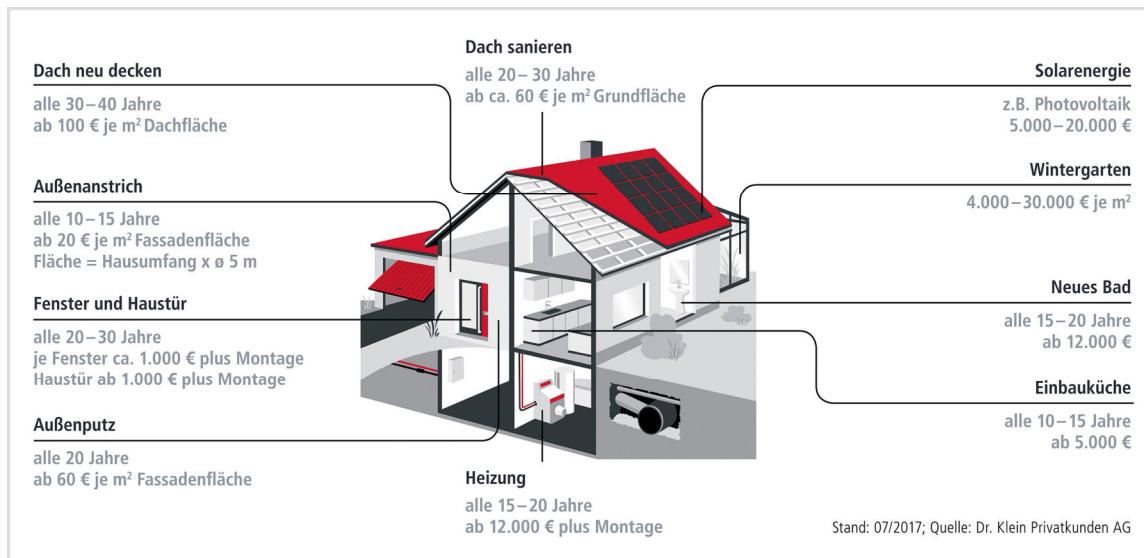 Dach sanieren
alle 20–30 Jahre
ab ca. 60 € je m² Grundfläche
Dach neu decken
alle 30–40 Jahre
ab 100 € je m² Dachfläche
Außenanstrich
alle 10–15 Jahre
ab 20 € je m² Fassadenfläche
Fläche = Hausumfang x ø 5 m
Fenster und Haustür
alle 20–30 Jahre
je Fenster ca. 1.000 € plus Montage
Haustür ab 1.000 € plus Montage
Außenputz
alle 20 Jahre
ab 60 € je m² Fassadenfläche
Heizung
alle 15–20 Jahre
ab 12.000 € plus Montage
Solarenergie
z.B. Photovoltaik
5.000–20.000 €
Wintergarten
4.000–30.000 € je m²
Neues Bad
alle 15–20 Jahre
ab 12.000 €
Einbauküche
alle 10–15 Jahre
ab 5.000 €
Stand: 07/2017; Quelle: Dr. Klein Privatkunden AG